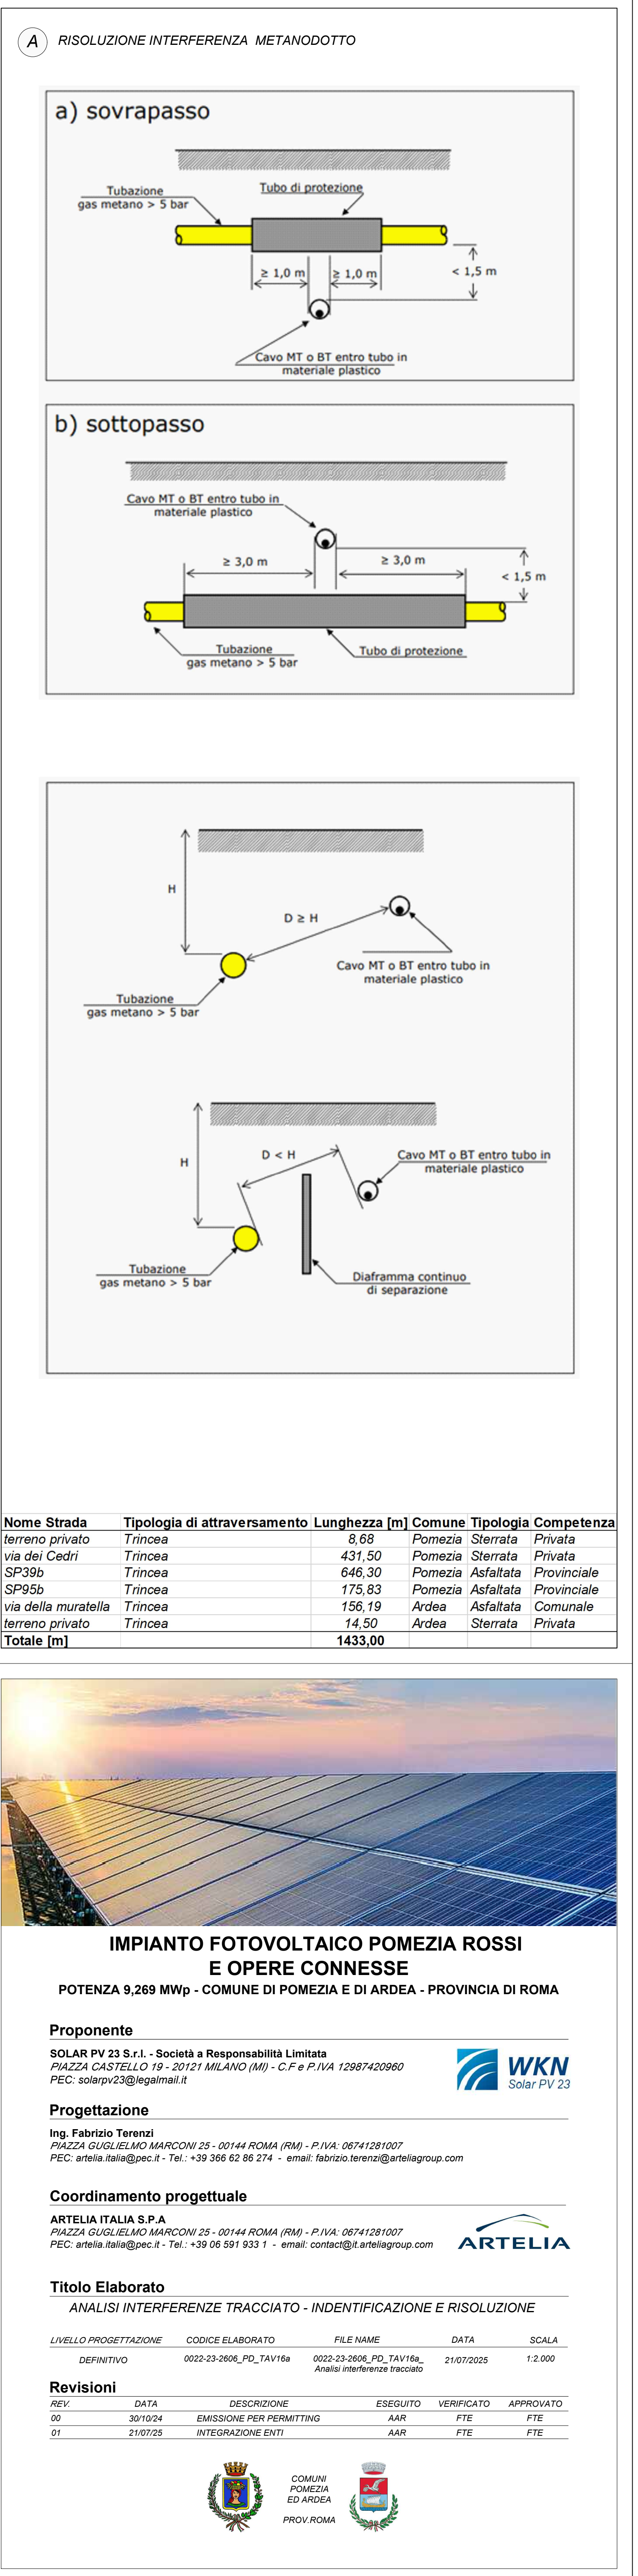 A RISOLUZIONE INTERFERENZA METANODOTTO
a) sovrapasso
Tubazione
gas metano > 5 bar
Tubo di protezione
≥ 1,0 m
≥ 1,0 m
< 1,5 m
Cavo MT o BT entro tubo in
materiale plastico
b) sottopasso
Cavo MT o BT entro tubo in
materiale plastico
≥ 3,0 m
≥ 3,0 m
< 1,5 m
Tubazione
gas metano > 5 bar
Tubo di protezione
H
D ≥ H
Cavo MT o BT entro tubo in
materiale plastico
Tubazione
gas metano > 5 bar
H
D < H
Cavo MT o BT entro tubo in
materiale plastico
Tubazione
gas metano > 5 bar
Diaframma continuo
di separazione
Nome Strada Tipologia di attraversamento Lunghezza [m] Comune Tipologia Competenza
terreno privato Trincea 8,68 Pomezia Sterrata Privata
via dei Cedri Trincea 431,50 Pomezia Sterrata Privata
SP39b Trincea 646,30 Pomezia Asfaltata Provinciale
SP95b Trincea 175,83 Pomezia Asfaltata Provinciale
via della muratella Trincea 156,19 Ardea Asfaltata Comunale
terreno privato Trincea 14,50 Ardea Sterrata Privata
Totale [m] 1433,00
IMPIANTO FOTOVOLTAICO POMEZIA ROSSI
E OPERE CONNESSE
POTENZA 9,269 MWp - COMUNE DI POMEZIA E DI ARDEA - PROVINCIA DI ROMA
Proponente
SOLAR PV 23 S.r.l. - Società a Responsabilità Limitata
PIAZZA CASTELLO 19 - 20121 MILANO (MI) - C.F e P.IVA 12987420960
PEC: solarpv23@legalmail.it
WKN
Solar PV 23
Progettazione
Ing. Fabrizio Terenzi
PIAZZA GUGLIELMO MARCONI 25 - 00144 ROMA (RM) - P.IVA: 06741281007
PEC: artelia.italia@pec.it - Tel.: +39 366 62 86 274 - email: fabrizio.terenzi@arteliagroup.com
Coordinamento progettuale
ARTELIA ITALIA S.P.A
PIAZZA GUGLIELMO MARCONI 25 - 00144 ROMA (RM) - P.IVA: 06741281007
PEC: artelia.italia@pec.it - Tel.: +39 06 591 933 1 - email: contact@it.arteliagroup.com
ARTELIA
Titolo Elaborato
ANALISI INTERFERENZE TRACCIATO - INDENTIFICAZIONE E RISOLUZIONE
LIVELLO PROGETTAZIONE CODICE ELABORATO FILE NAME DATA SCALA
DEFINITIVO 0022-23-2606_PD_TAV16a 0022-23-2606_PD_TAV16a_ 21/07/2025 1:2.000
Analisi interferenze tracciato
Revisioni
REV. DATA DESCRIZIONE ESEGUITO VERIFICATO APPROVATO
00 30/10/24 EMISSIONE PER PERMITTING AAR FTE FTE
01 21/07/25 INTEGRAZIONE ENTI AAR FTE FTE
COMUNI
POMEZIA
ED ARDEA
PROV.ROMA